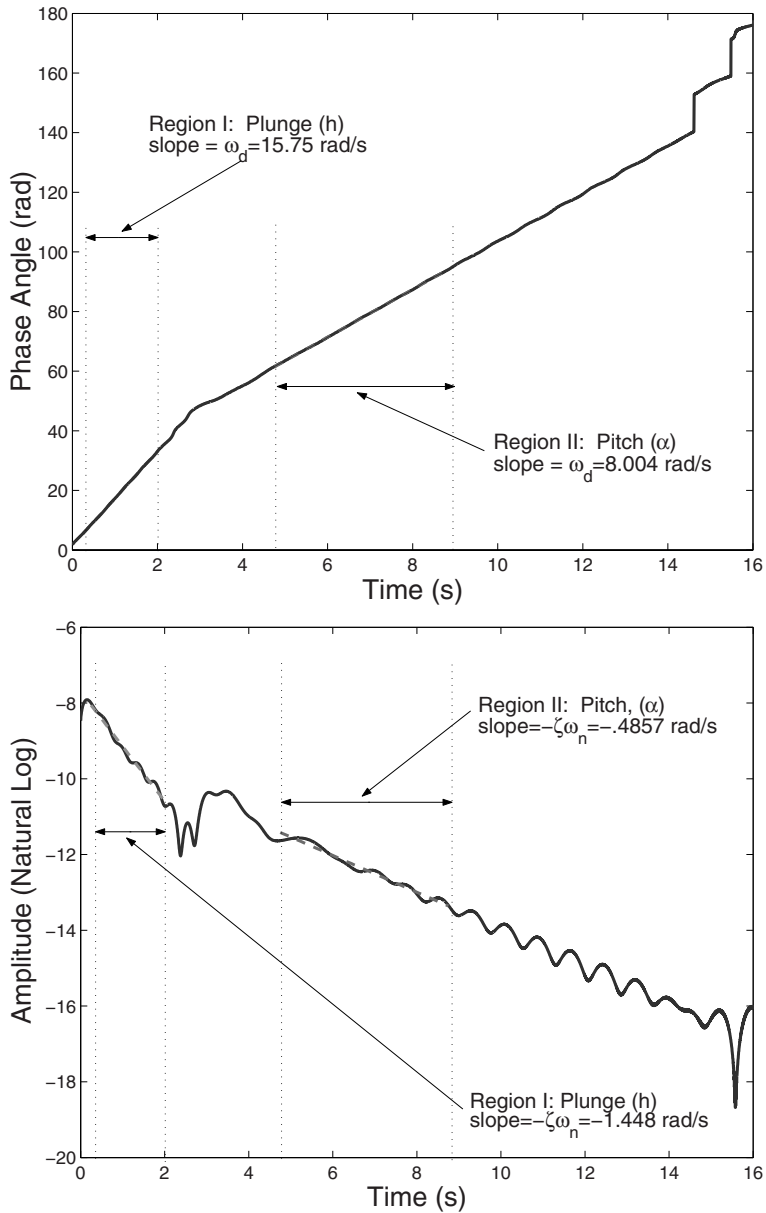 180
160
140
120
100
80
60
40
20
0
Phase Angle (rad)
Region I: Plunge (h)
slope = ω_d=15.75 rad/s
Region II: Pitch (α)
slope = ω_d=8.004 rad/s
0 2 4 6 8 10 12 14 16
Time (s)
−6
−8
−10
−12
−14
−16
−18
−20
Amplitude (Natural Log)
Region II: Pitch, (α)
slope=−ζω_n=−.4857 rad/s
Region I: Plunge (h)
slope=−ζω_n=−1.448 rad/s
0 2 4 6 8 10 12 14 16
Time (s)